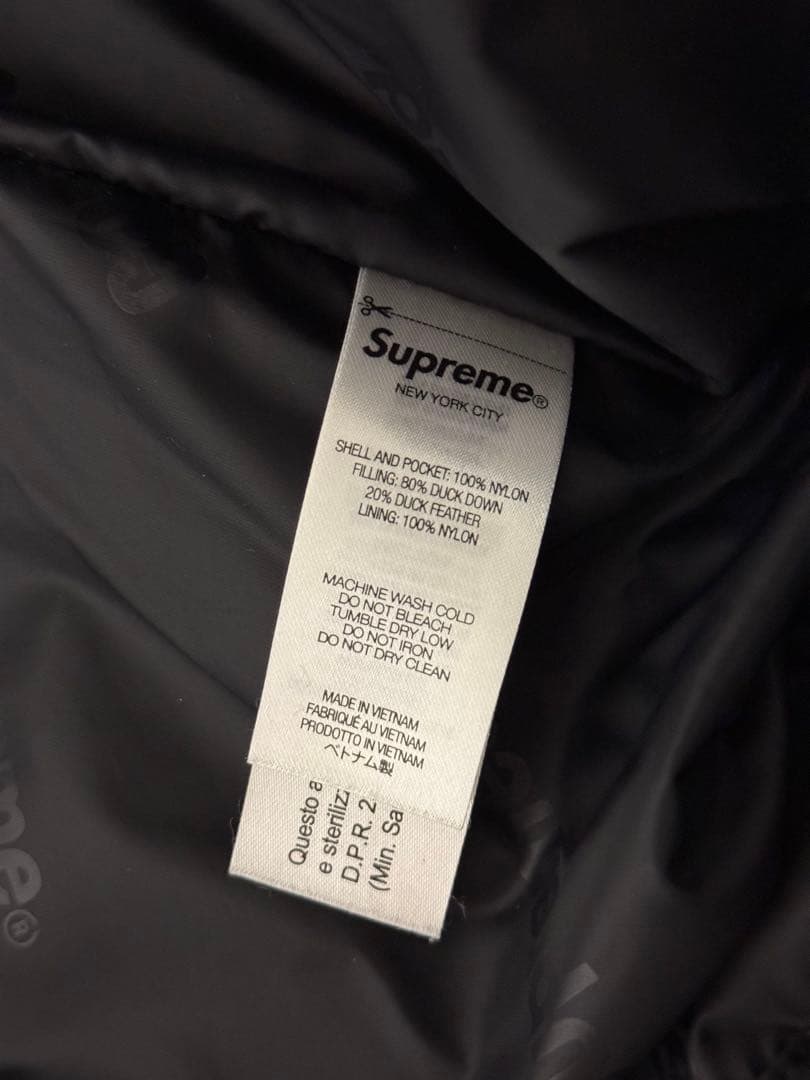 Supreme®
NEW YORK CITY
SHELL AND POCKET: 100% NYLON
FILLING: 80% DUCK DOWN
20% DUCK FEATHER
LINING: 100% NYLON
MACHINE WASH COLD
DO NOT BLEACH
TUMBLE DRY LOW
DO NOT IRON
DO NOT DRY CLEAN
MADE IN VIETNAM
FABRIQUÉ AU VIETNAM
PRODOTTO IN VIETNAM
ベトナム製
Questo a
e steriliz
D.P.R. 2
(Min. Sa
me®